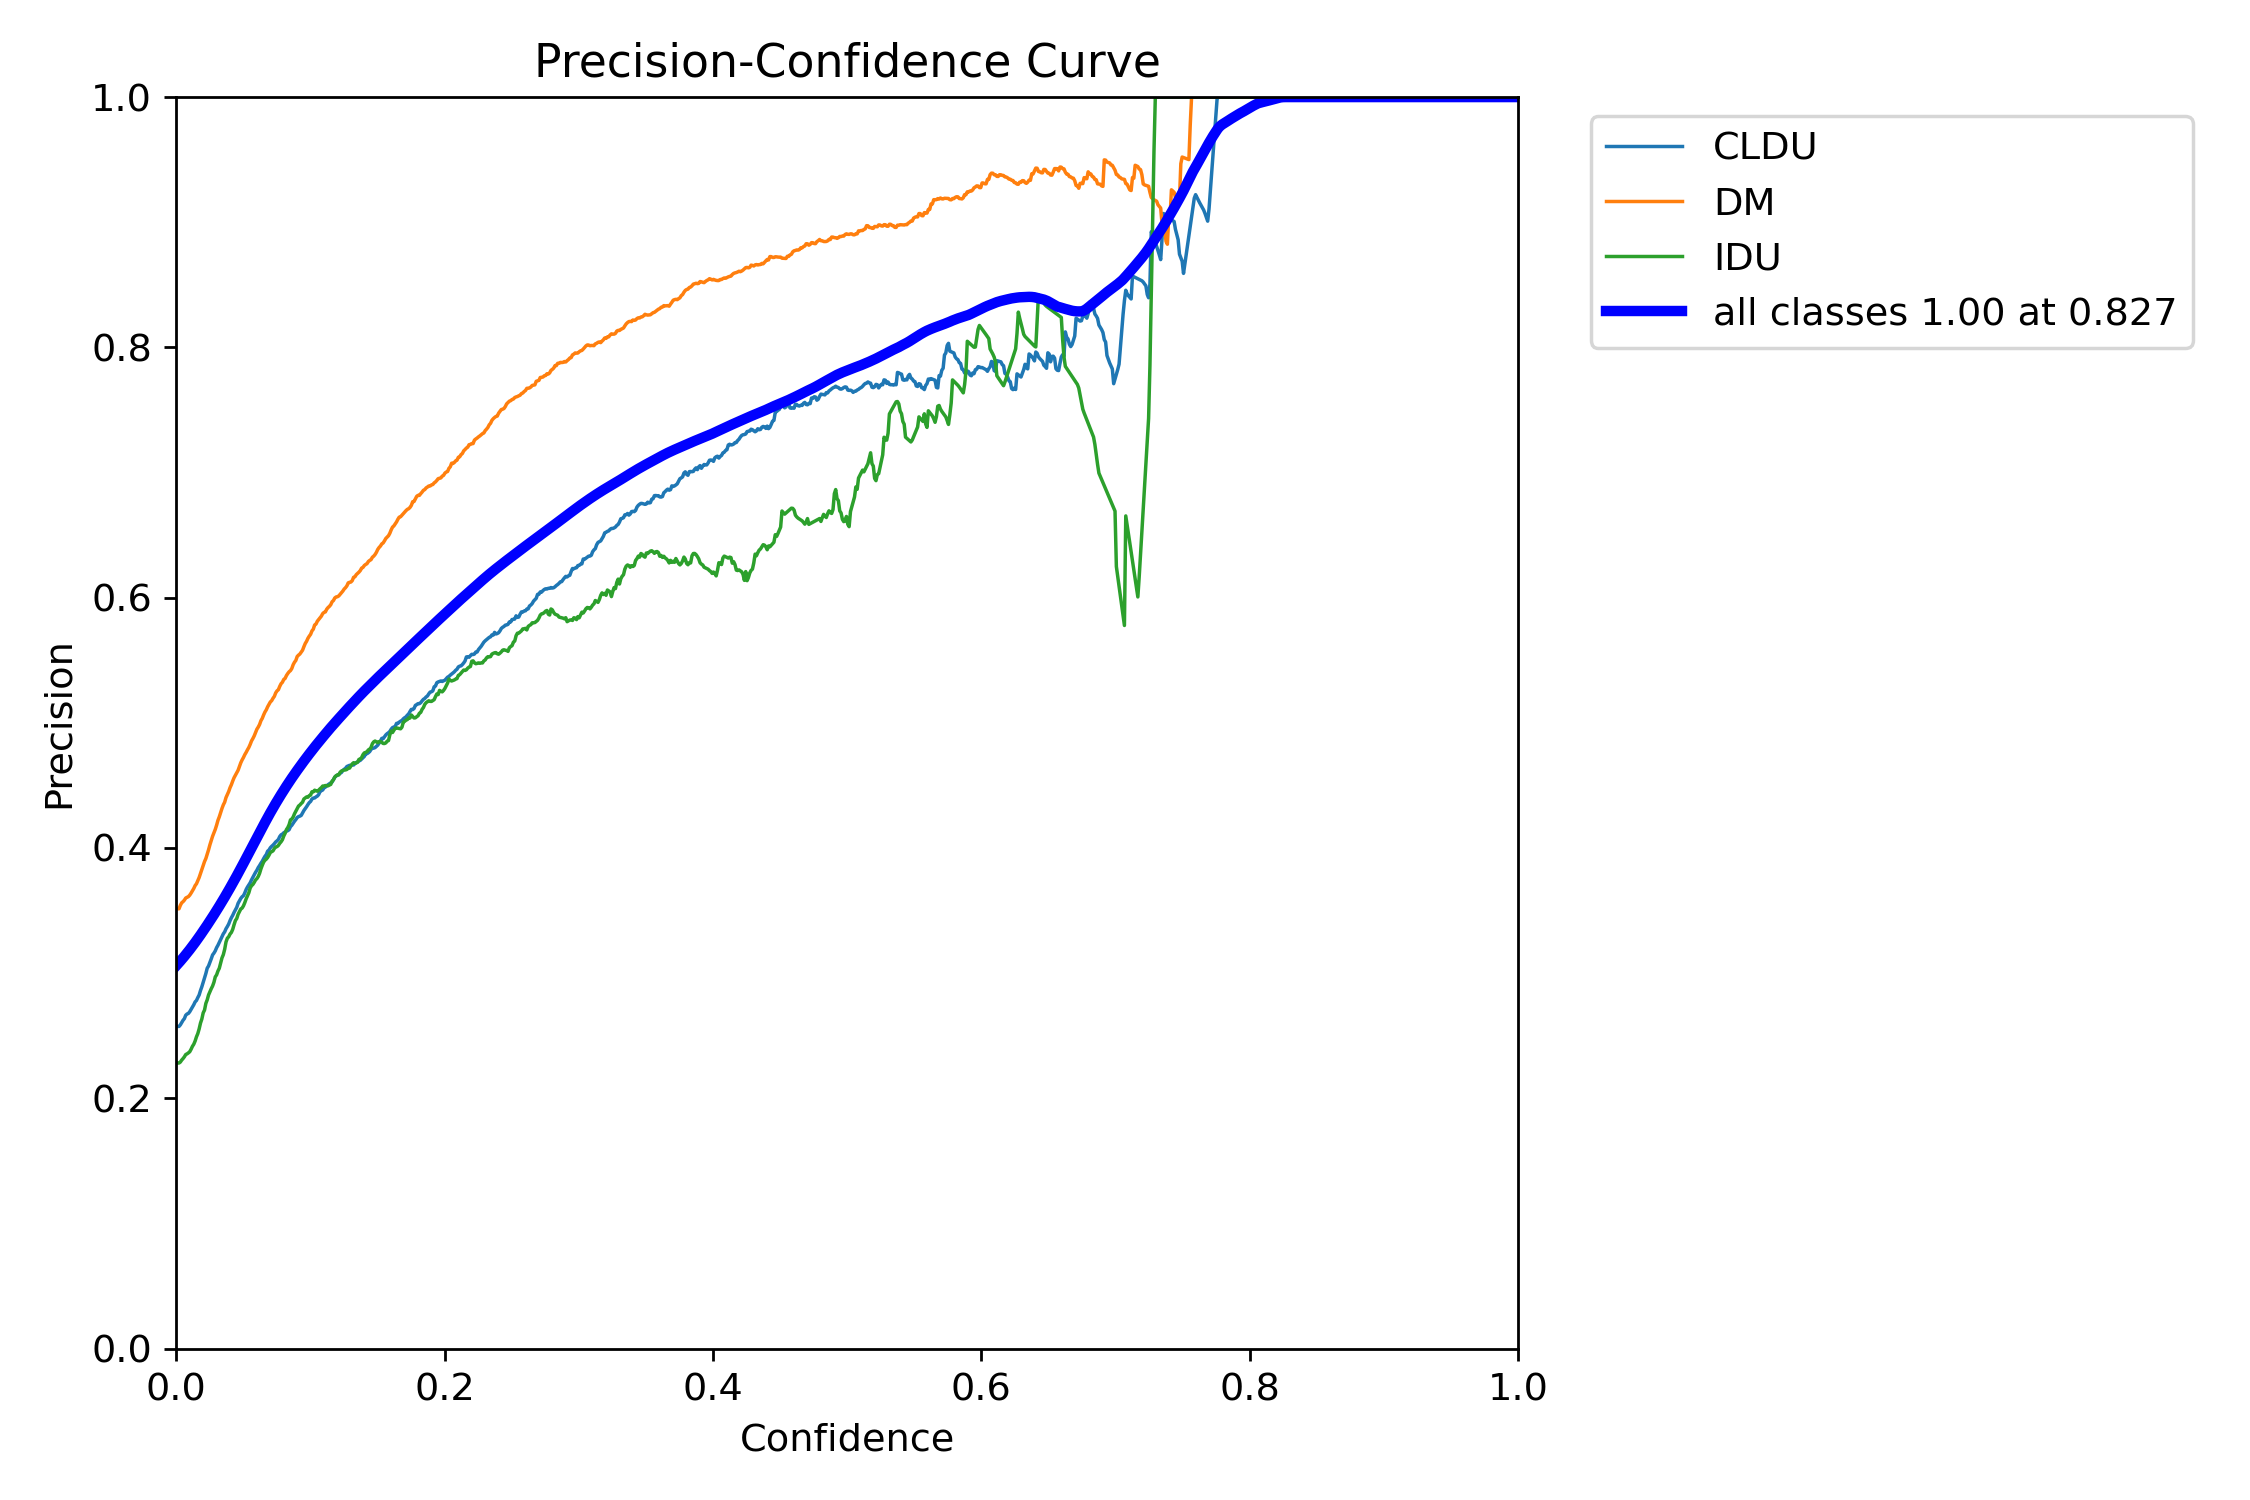 Precision-Confidence Curve
1.0
0.8
0.6
0.4
0.2
0.0
Precision
0.0 0.2 0.4 0.6 0.8 1.0
Confidence
CLDU
DM
IDU
all classes 1.00 at 0.827